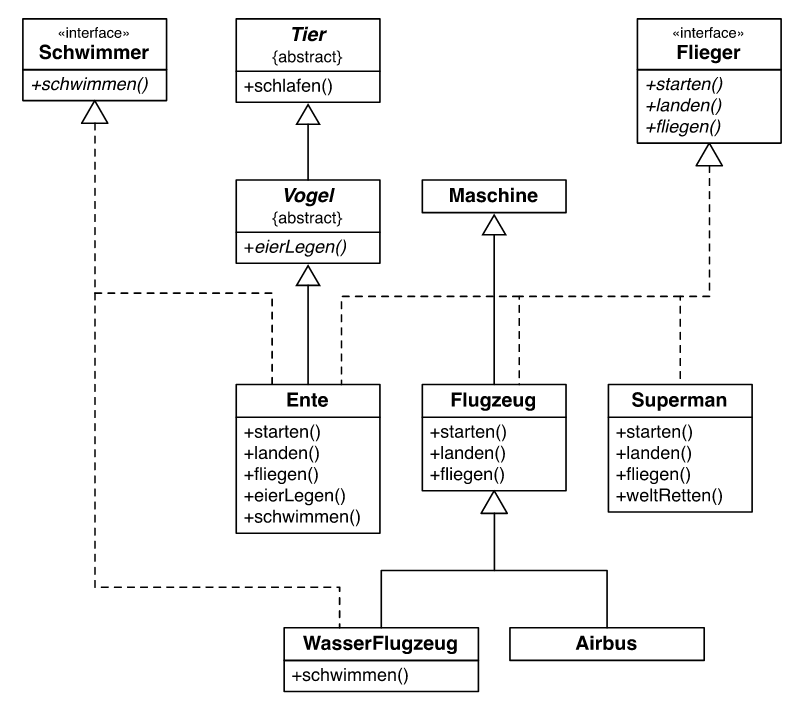 «interface»
Schwimmer
+schwimmen()
Tier
{abstract}
+schlafen()
«interface»
Flieger
+starten()
+landen()
+fliegen()
Vogel
{abstract}
+eierLegen()
Maschine
Ente
+starten()
+landen()
+fliegen()
+eierLegen()
+schwimmen()
Flugzeug
+starten()
+landen()
+fliegen()
Superman
+starten()
+landen()
+fliegen()
+weltRetten()
WasserFlugzeug
+schwimmen()
Airbus